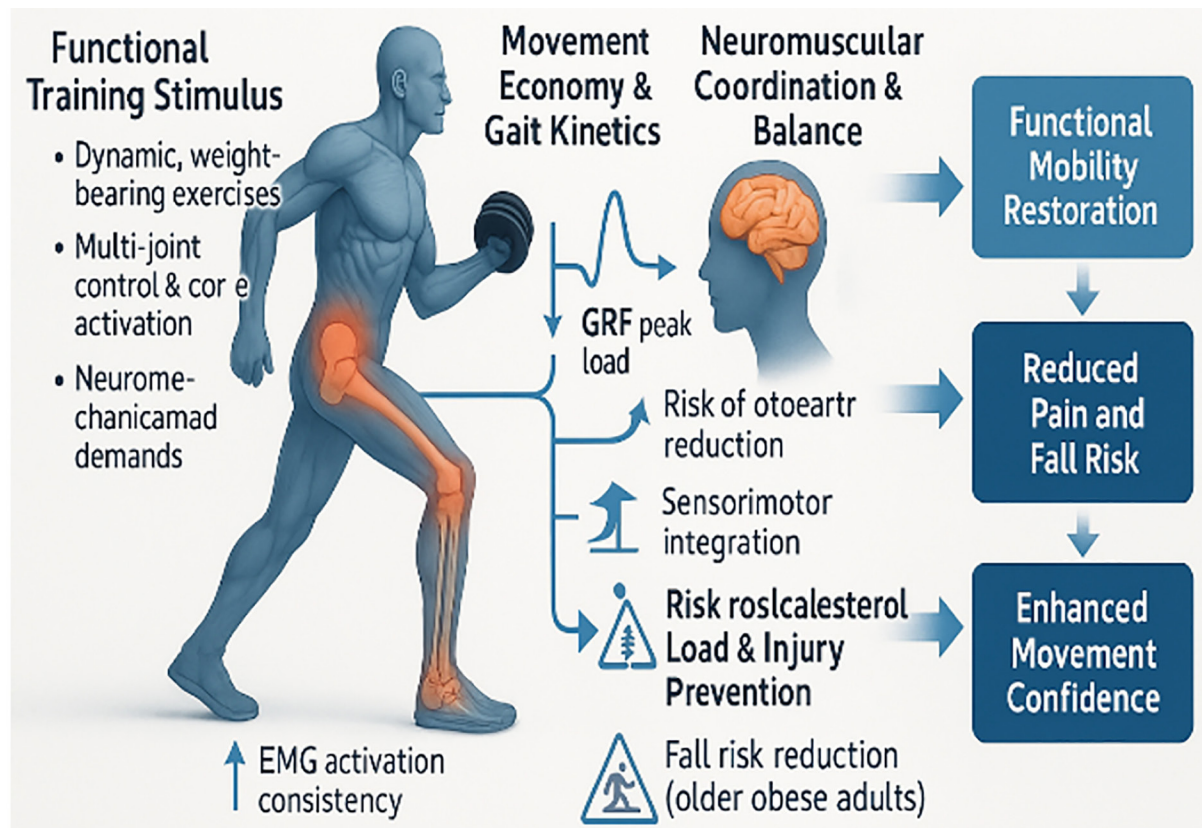 Functional
Training Stimulus
• Dynamic, weight-
bearing exercises
• Multi-joint
control & cor e
activation
• Neurome-
chanicamad
demands
Movement
Economy &
Gait Kinetics
Neuromuscular
Coordination &
Balance
GRF peak
load
Risk of otoeartr
reduction
Sensorimotor
integration
Risk roslcalesterol
Load & Injury
Prevention
Fall risk reduction
(older obese adults)
EMG activation
consistency
Functional
Mobility
Restoration
Reduced
Pain and
Fall Risk
Enhanced
Movement
Confidence